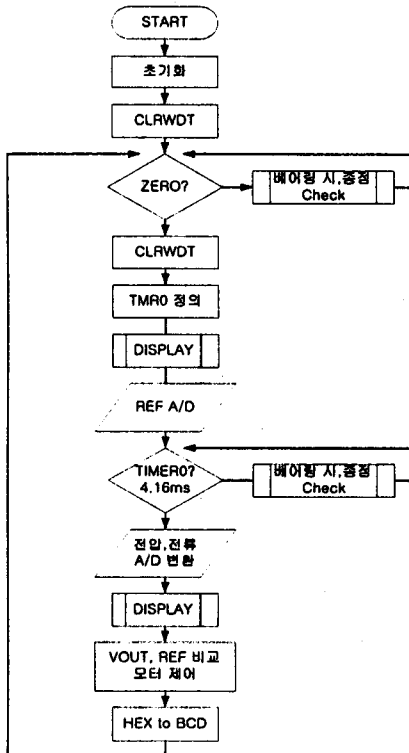 START
초기화
CLRWDT
ZERO?
베어링 시,종점
Check
CLRWDT
TMR0 정의
DISPLAY
REF A/D
TIMER0?
4.16ms
베어링 시,종점
Check
전압,전류
A/D 변환
DISPLAY
VOUT, REF 비교
모터 제어
HEX to BCD